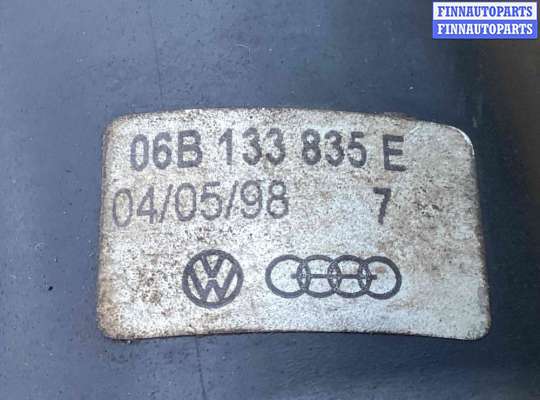 FINNAUTOPARTS
FINNAUTOPARTS
06B 133 835 E
04/05/98 7